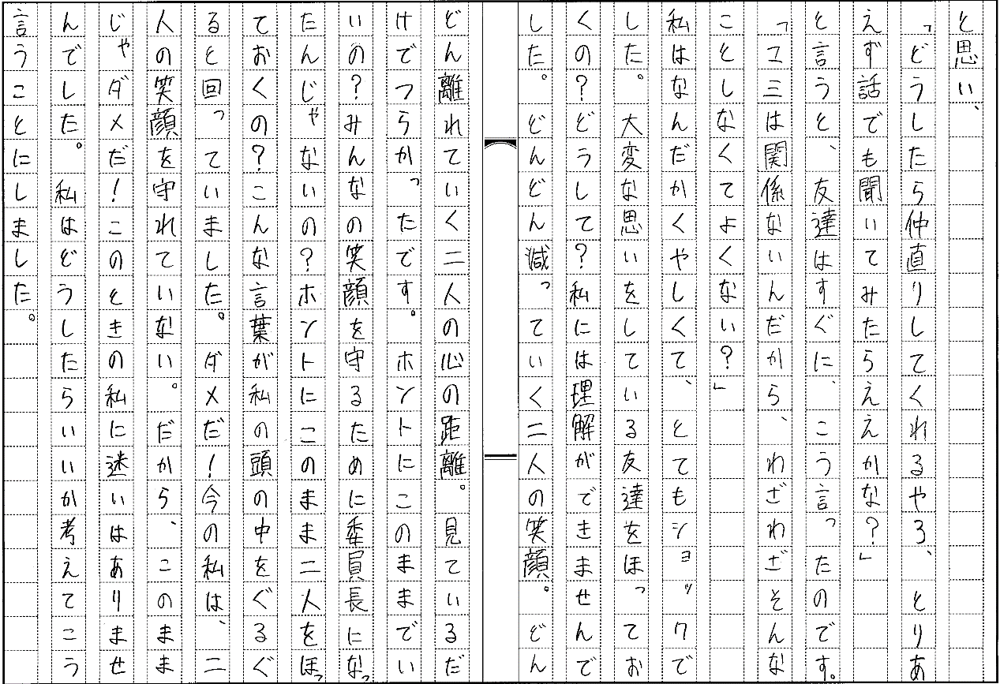 と思い、
「どうしたら仲直りしてくれるやろ、とりあ
えず話でも聞いてみたらええかな？」
と言うと、友達はすぐに、こう言ったのです。
「ユ三は関係ないんだから、わざわざそんな
ことしなくてよくない？」
私はなんだかくやしくて、とてもショックで
した。大変な思いをしている友達をほってお
くの？どうして？私には理解ができませんで
した。どんどん減っていく二人の笑顔。どん
どん離れていく二人の心の距離。見ているだ
けでつらかったです。ホントにこのままでい
いの？みんなの笑顔を守るために委員長になっ
たんじゃないの？ホントにこのまま二人をほっ
ておくの？こんな言葉が私の頭の中をぐるぐ
ると回っていました。ダメだ！今の私は、二
人の笑顔を守れていない。だから、このまま
じゃダメだ！このときの私に迷いはありませ
んでした。私はどうしたらいいか考えてこう
言うことにしました。